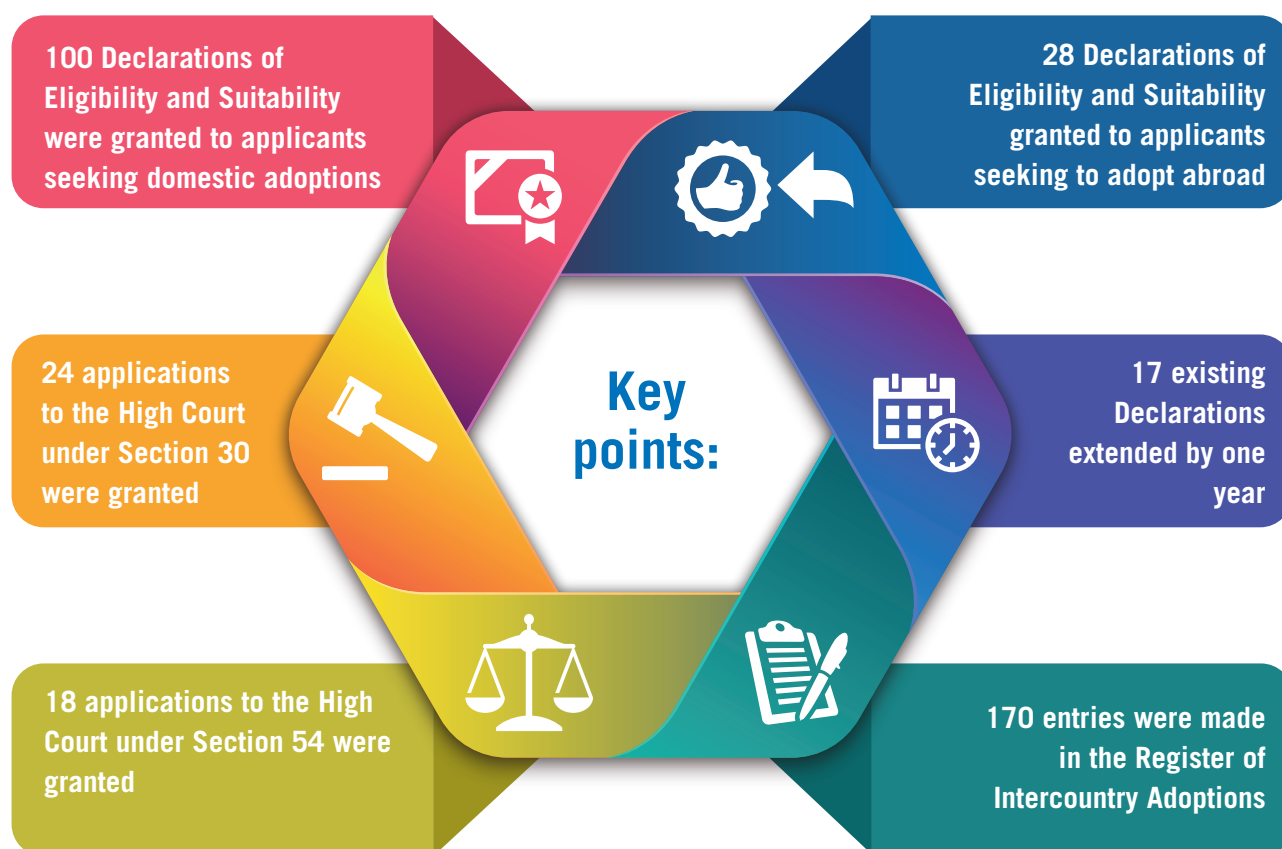 100 Declarations of
Eligibility and Suitability
were granted to applicants
seeking domestic adoptions
28 Declarations of
Eligibility and Suitability
granted to applicants
seeking to adopt abroad
24 applications
to the High Court
under Section 30
were granted
Key
points:
17 existing
Declarations
extended by one
year
18 applications to the High
Court under Section 54 were
granted
170 entries were made
in the Register of
Intercountry Adoptions